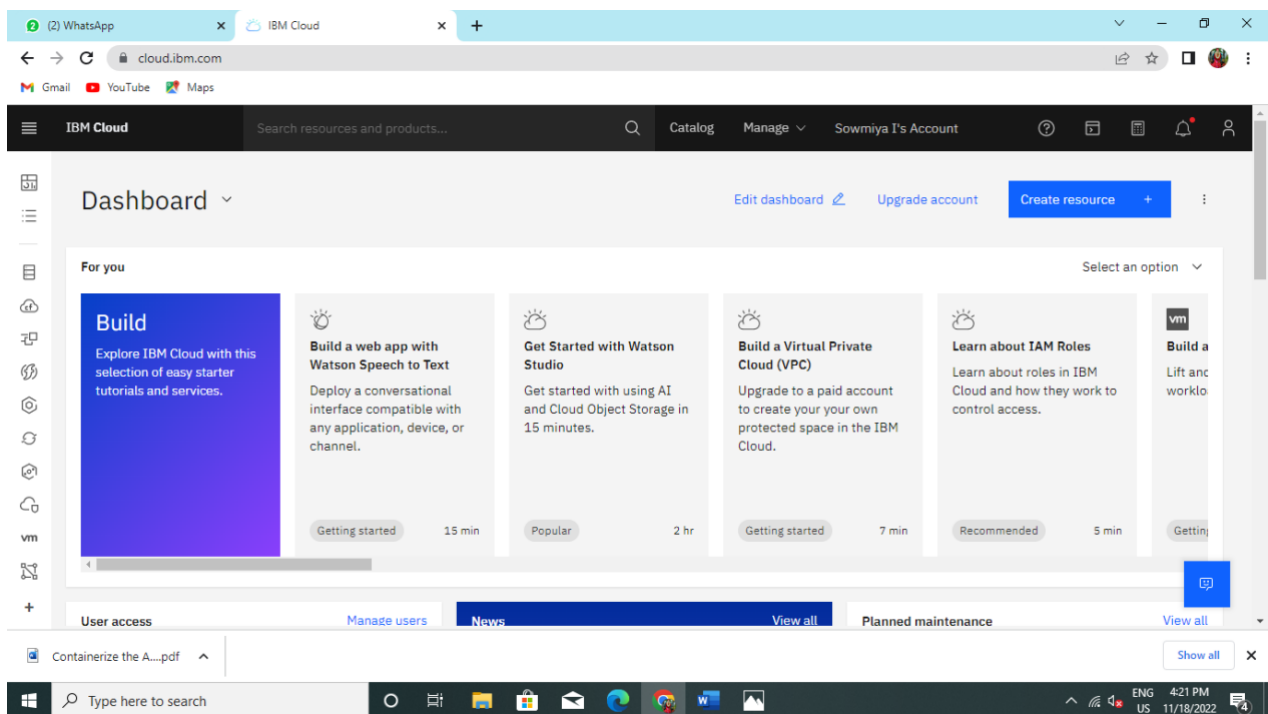 (2) WhatsApp
IBM Cloud
cloud.ibm.com
Gmail
YouTube
Maps
IBM Cloud
Search resources and products...
Catalog
Manage
Sowmiya I's Account
Dashboard
Edit dashboard
Upgrade account
Create resource +
For you
Select an option
Build
Explore IBM Cloud with this
selection of easy starter
tutorials and services.
Build a web app with
Watson Speech to Text
Deploy a conversational
interface compatible with
any application, device, or
channel.
Getting started
15 min
Get Started with Watson
Studio
Get started with using AI
and Cloud Object Storage in
15 minutes.
Popular
2 hr
Build a Virtual Private
Cloud (VPC)
Upgrade to a paid account
to create your your own
protected space in the IBM
Cloud.
Getting started
7 min
Learn about IAM Roles
Learn about roles in IBM
Cloud and how they work to
control access.
Recommended
5 min
vm
Build a
Lift and
worklo
Getting
vm
User access
Manage users
News
View all
Planned maintenance
View all
Containerize the A....pdf
Show all
Type here to search
ENG
US
4:21 PM
11/18/2022